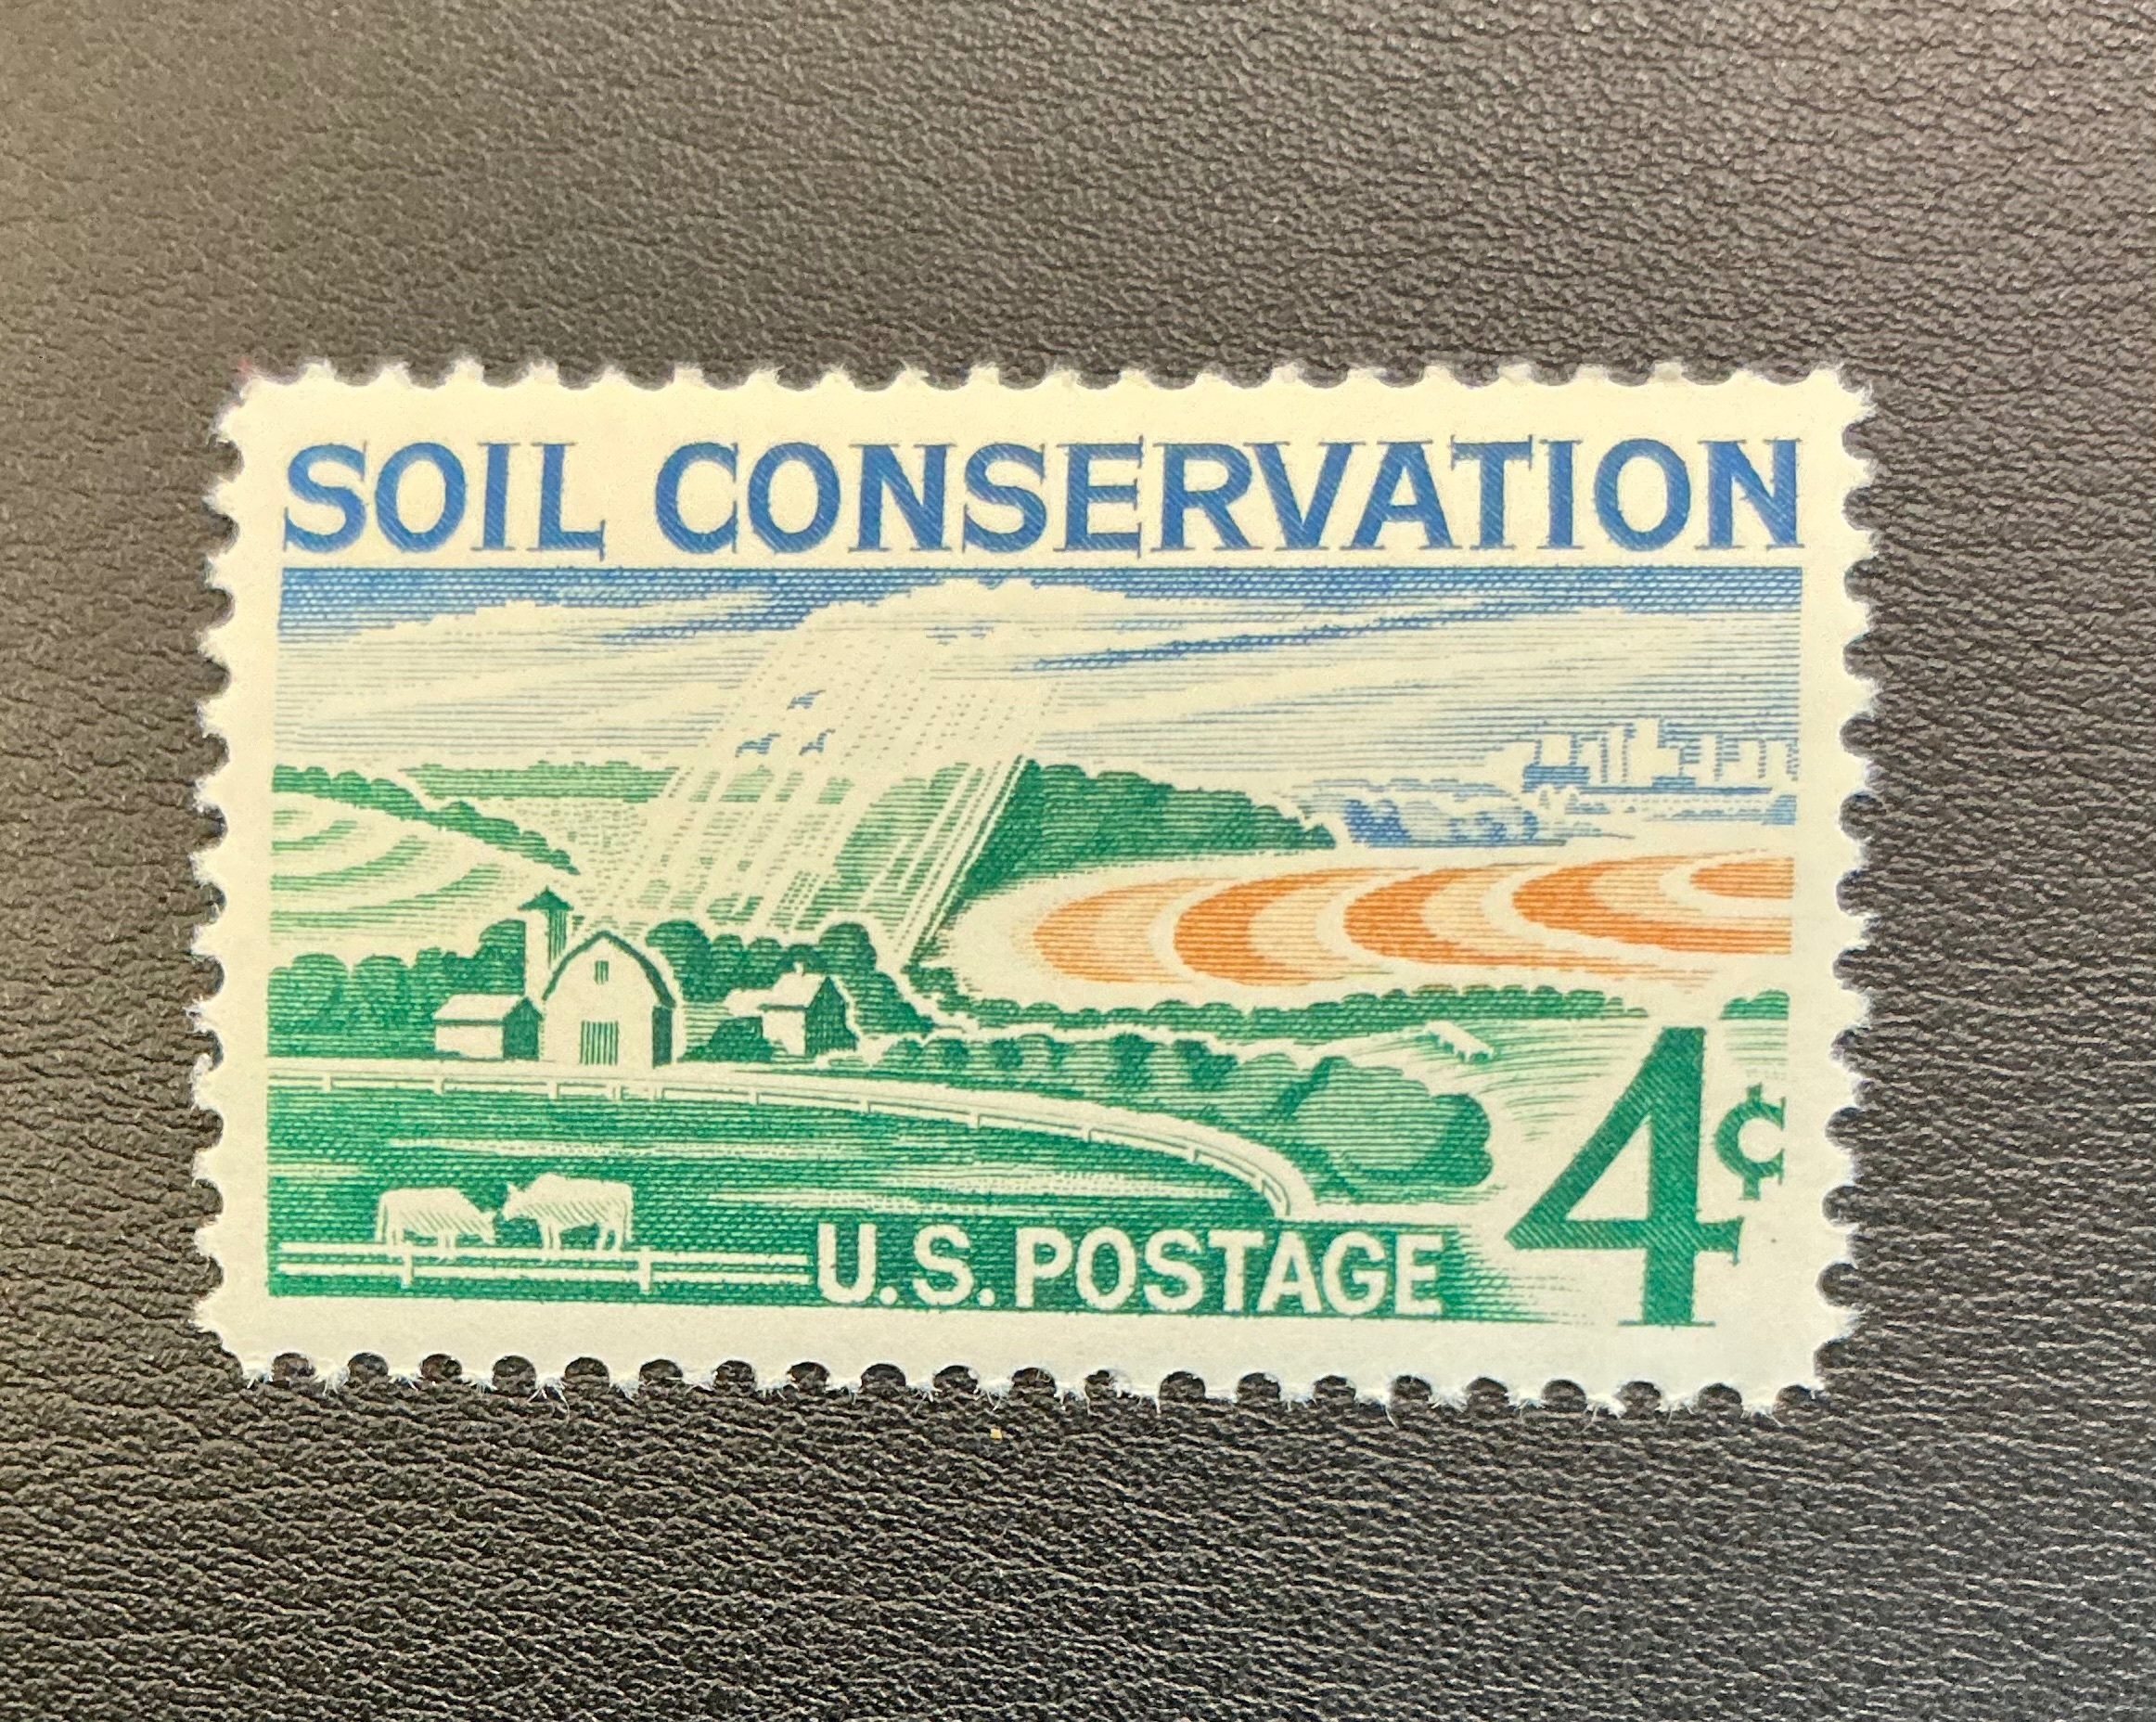 SOIL CONSERVATION
4¢
U.S. POSTAGE